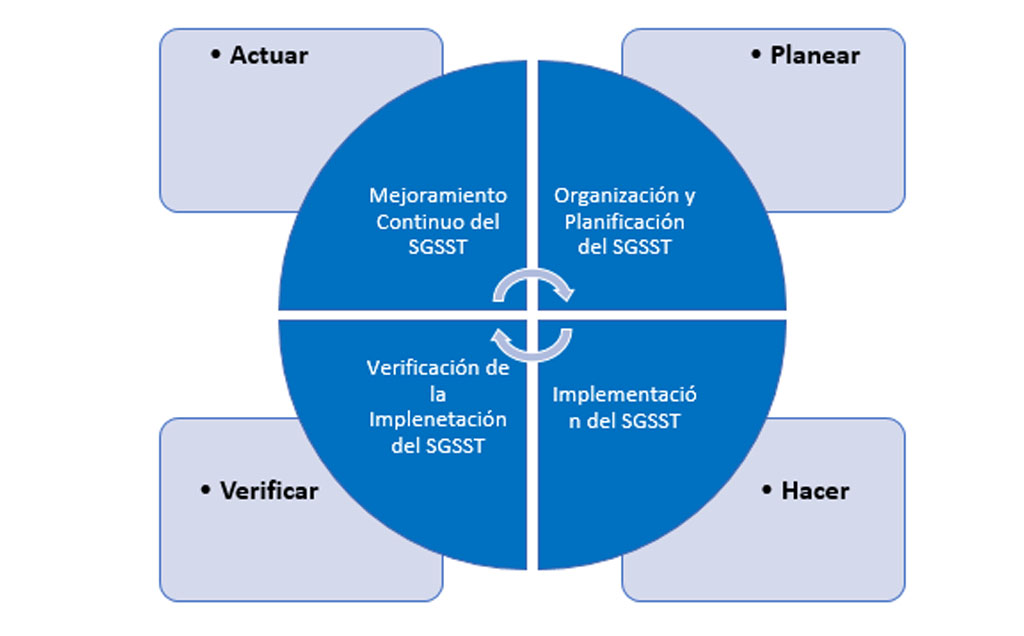 • Actuar
• Planear
Mejoramiento
Continuo del
SGSST
Organización y
Planificación
del SGSST
Verificación de
la
Implenetación
del SGSST
Implementació
n del SGSST
• Verificar
• Hacer